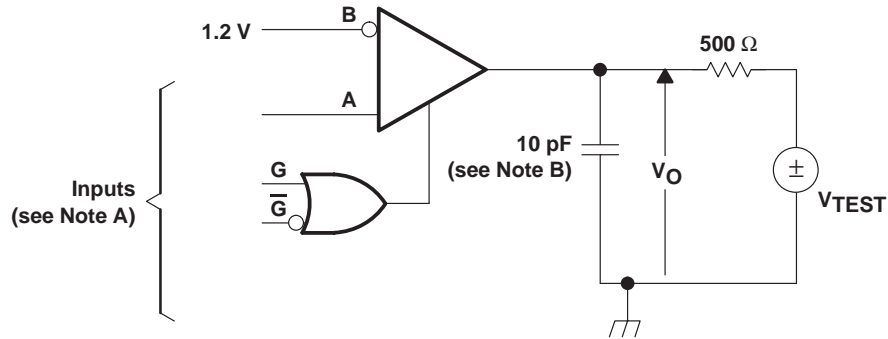 1.2 V
B
A
G
G̅
Inputs
(see Note A)
10 pF
(see Note B)
VO
500 Ω
±
VTEST